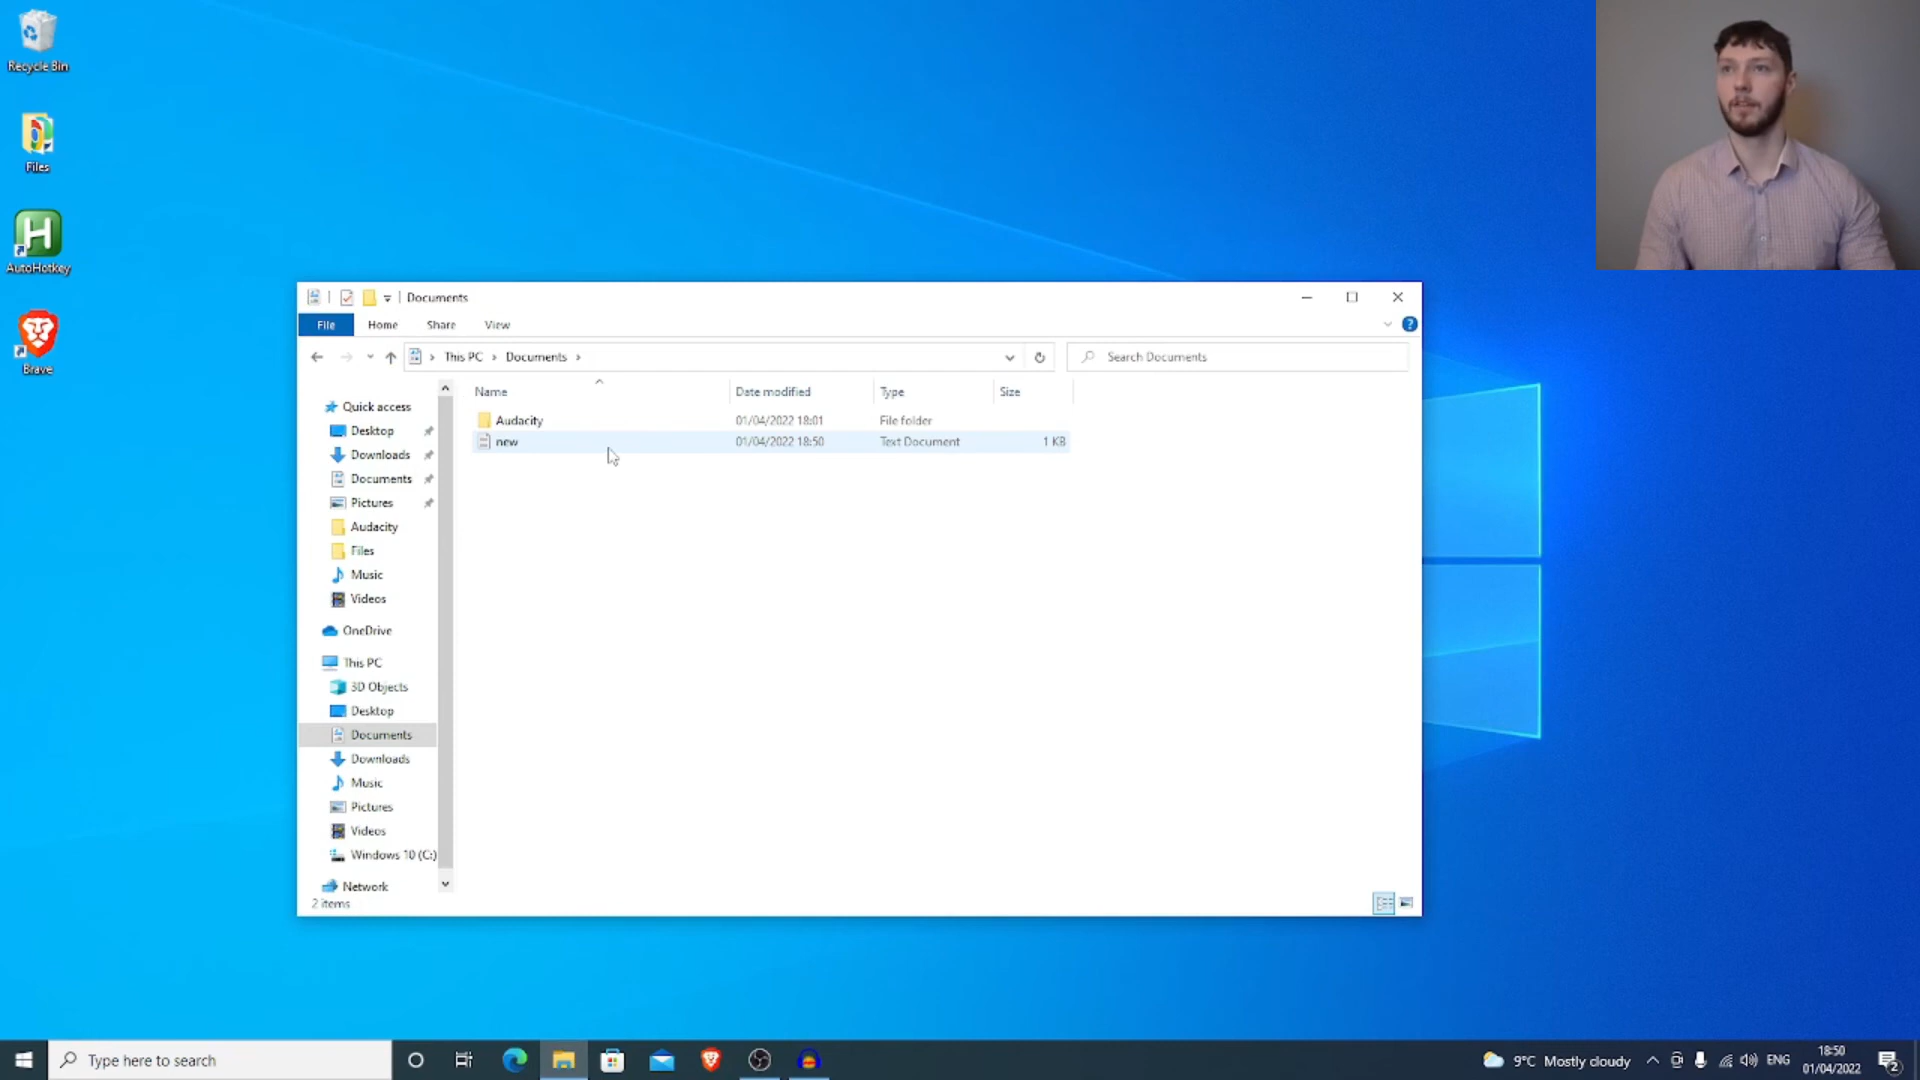 Recycle Bin
Files
AutoHotkey
Brave
Documents
File Home Share View
This PC Documents
Search Documents
Name Date modified Type Size
Audacity 01/04/2022 18:01 File folder
new 01/04/2022 18:50 Text Document 1 KB
Quick access
Desktop
Downloads
Documents
Pictures
Audacity
Files
Music
Videos
OneDrive
This PC
3D Objects
Desktop
Documents
Downloads
Music
Pictures
Videos
Windows 10 (C:)
Network
2 items
Type here to search
9°C Mostly cloudy
ENG
18:50
01/04/2022
2